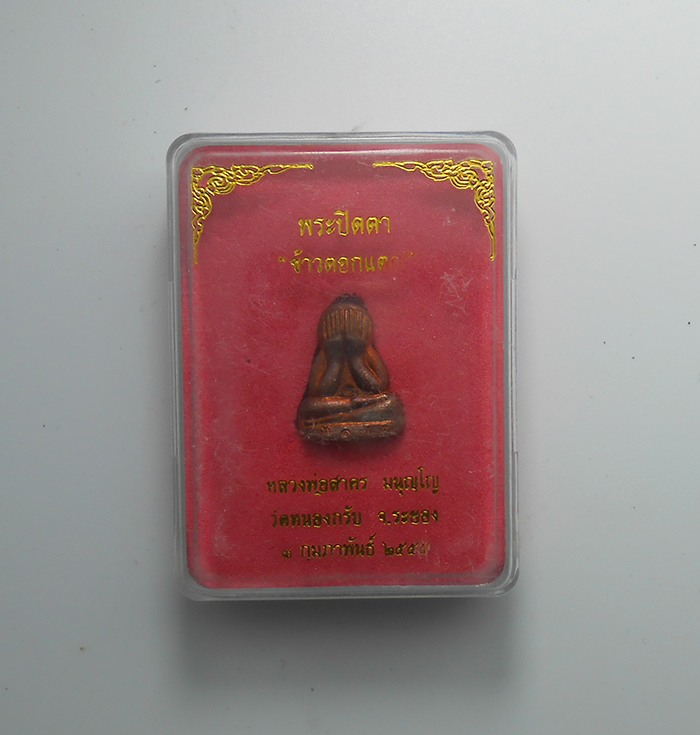 พระปิดตา
"ข้าวตอกแตก"
หลวงพ่อสาคร มนุญโญ
วัดหนองกรับ จ.ระยอง
กุมภาพันธ์